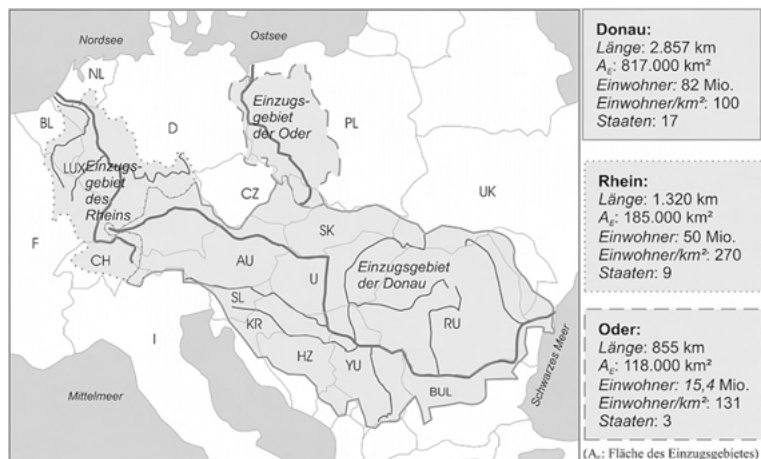 Nordsee
Ostsee
NL
BL
D
PL
LUX
Einzugs-
gebiet
der Oder
Einzugs-
gebiet
des
Rheins
CZ
UK
F
SK
CH
AU
U
Einzugsgebiet
der Donau
SL
KR
RU
I
HZ
YU
BUL
Mittelmeer
Schwarzes Meer
Donau:
Länge: 2.857 km
A_E: 817.000 km²
Einwohner: 82 Mio.
Einwohner/km²: 100
Staaten: 17
Rhein:
Länge: 1.320 km
A_E: 185.000 km²
Einwohner: 50 Mio.
Einwohner/km²: 270
Staaten: 9
Oder:
Länge: 855 km
A_E: 118.000 km²
Einwohner: 15,4 Mio.
Einwohner/km²: 131
Staaten: 3
(A_E: Fläche des Einzugsgebietes)